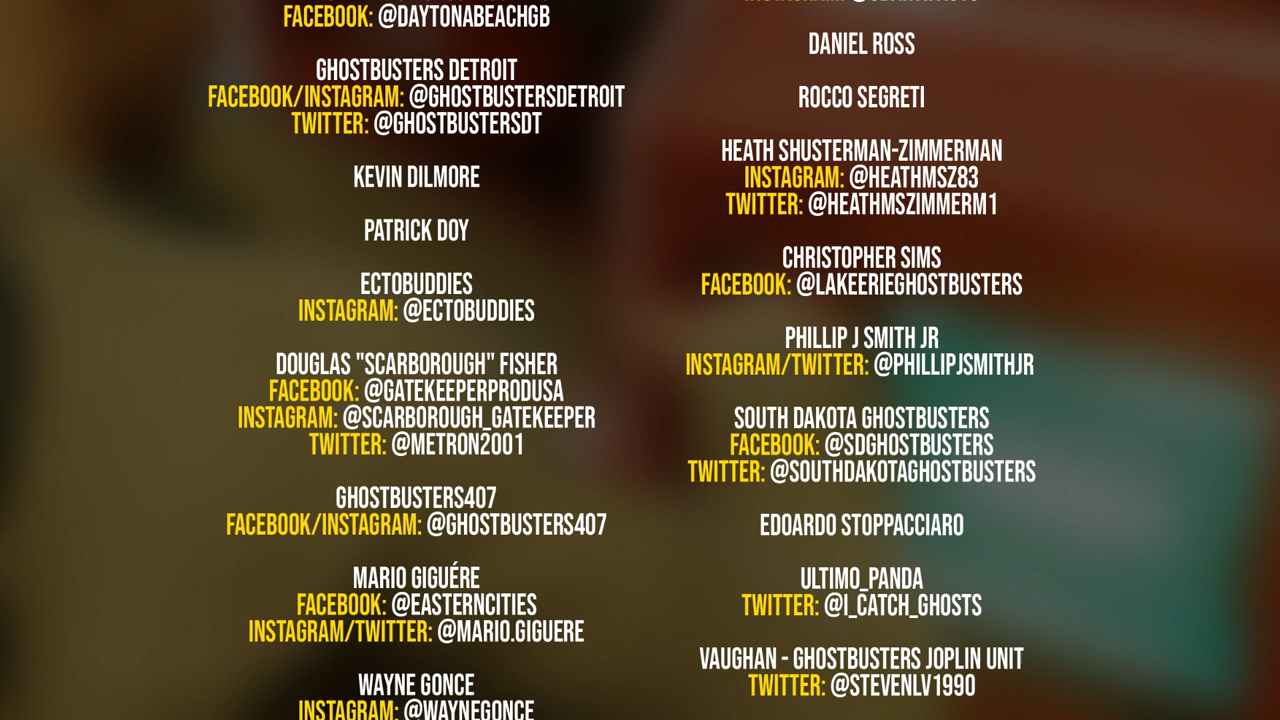 FACEBOOK: @DAYTONABEACHGB
GHOSTBUSTERS DETROIT
FACEBOOK/INSTAGRAM: @GHOSTBUSTERSDETROIT
TWITTER: @GHOSTBUSTERSDT
KEVIN DILMORE
PATRICK DOY
ECTOBUDDIES
INSTAGRAM: @ECTOBUDDIES
DOUGLAS "SCARBOROUGH" FISHER
FACEBOOK: @GATEKEEPERPRODUSA
INSTAGRAM: @SCARBOROUGH_GATEKEEPER
TWITTER: @METRON2001
GHOSTBUSTERS407
FACEBOOK/INSTAGRAM: @GHOSTBUSTERS407
MARIO GIGUÉRE
FACEBOOK: @EASTERNCITIES
INSTAGRAM/TWITTER: @MARIO.GIGUERE
WAYNE GONCE
INSTAGRAM: @WAYNEGONCE
DANIEL ROSS
ROCCO SEGRETI
HEATH SHUSTERMAN-ZIMMERMAN
INSTAGRAM: @HEATHMSZ83
TWITTER: @HEATHMSZIMMERM1
CHRISTOPHER SIMS
FACEBOOK: @LAKEERIEGHOSTBUSTERS
PHILLIP J SMITH JR
INSTAGRAM/TWITTER: @PHILLIPJSMITHJR
SOUTH DAKOTA GHOSTBUSTERS
FACEBOOK: @SDGHOSTBUSTERS
TWITTER: @SOUTHDAKOTAGHOSTBUSTERS
EDOARDO STOPPACCIARO
ULTIMO_PANDA
TWITTER: @I_CATCH_GHOSTS
VAUGHAN - GHOSTBUSTERS JOPLIN UNIT
TWITTER: @STEVENLV1990